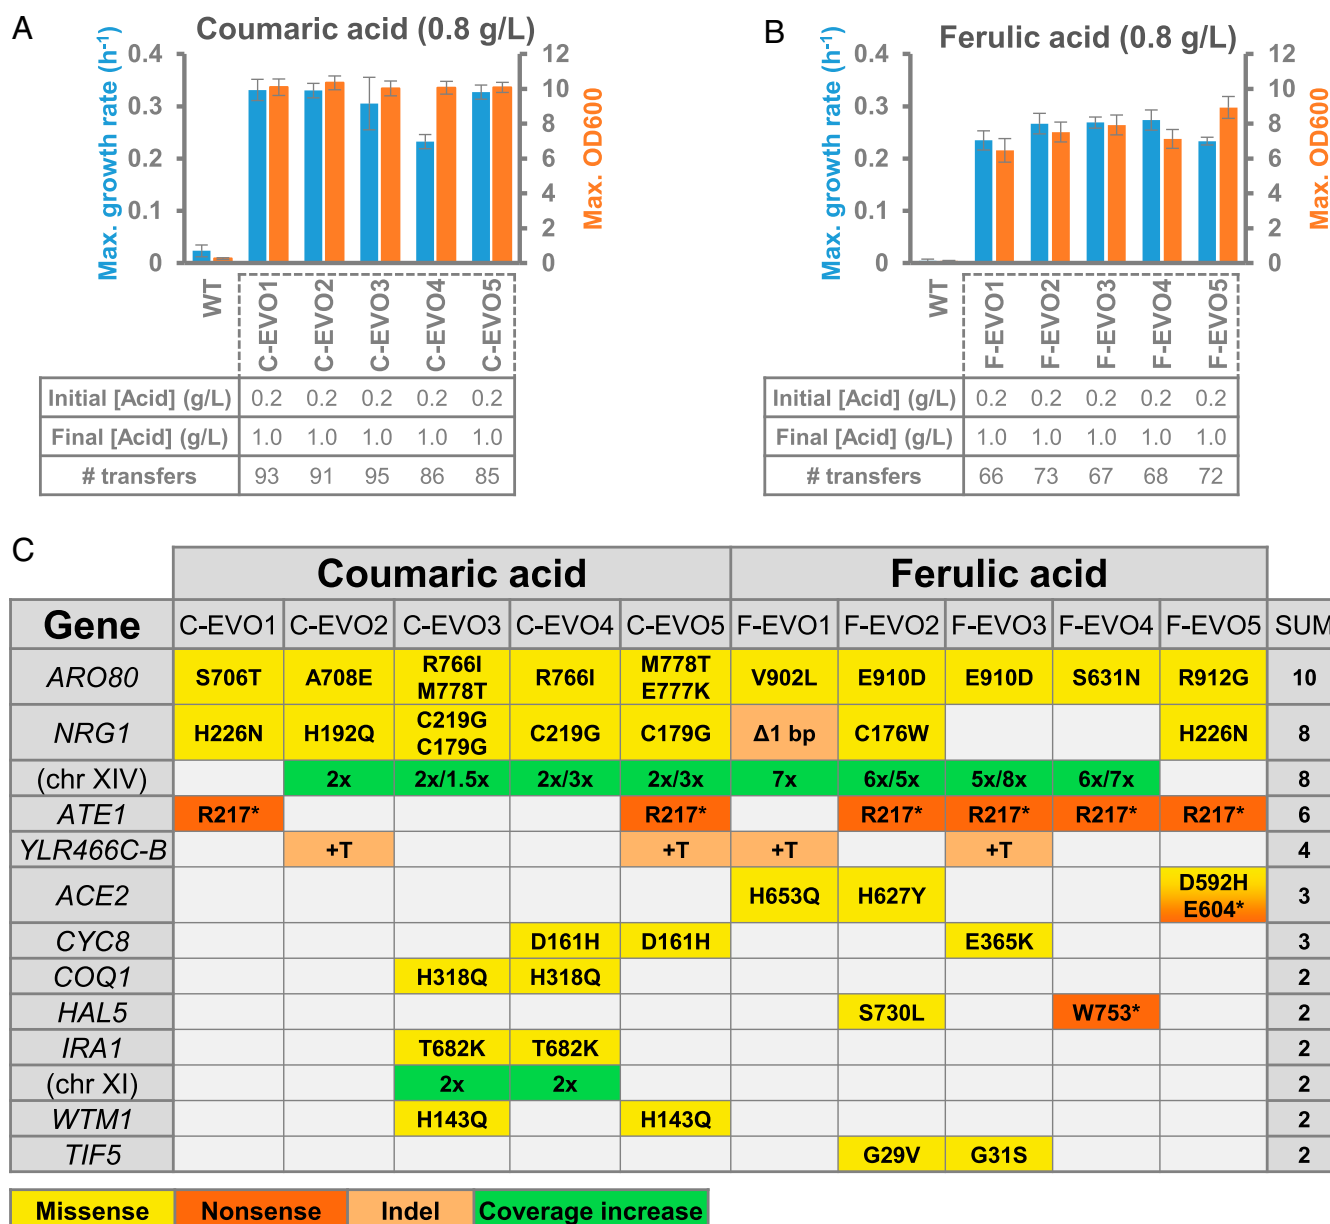 A
Coumaric acid (0.8 g/L)
Max. growth rate (h⁻¹)
0.4
0.3
0.2
0.1
0
12
10
8
6
4
2
0
Max. OD600
WT
C-EVO1
C-EVO2
C-EVO3
C-EVO4
C-EVO5
Initial [Acid] (g/L) 0.2 0.2 0.2 0.2 0.2
Final [Acid] (g/L) 1.0 1.0 1.0 1.0 1.0
# transfers 93 91 95 86 85
B
Ferulic acid (0.8 g/L)
Max. growth rate (h⁻¹)
0.4
0.3
0.2
0.1
0
12
10
8
6
4
2
0
Max. OD600
WT
F-EVO1
F-EVO2
F-EVO3
F-EVO4
F-EVO5
Initial [Acid] (g/L) 0.2 0.2 0.2 0.2 0.2
Final [Acid] (g/L) 1.0 1.0 1.0 1.0 1.0
# transfers 66 73 67 68 72
C
Coumaric acid Ferulic acid
Gene C-EVO1 C-EVO2 C-EVO3 C-EVO4 C-EVO5 F-EVO1 F-EVO2 F-EVO3 F-EVO4 F-EVO5 SUM
ARO80 S706T A708E R766I M778T R766I M778T E777K V902L E910D E910D S631N R912G 10
NRG1 H226N H192Q C219G C179G C219G C179G Δ1 bp C176W H226N 8
(chr XIV) 2x 2x/1.5x 2x/3x 2x/3x 7x 6x/5x 5x/8x 6x/7x 8
ATE1 R217* R217* R217* R217* R217* R217* 6
YLR466C-B +T +T +T +T 4
ACE2 H653Q H627Y D592H E604* 3
CYC8 D161H D161H E365K 3
COQ1 H318Q H318Q 2
HAL5 S730L W753* 2
IRA1 T682K T682K 2
(chr XI) 2x 2x 2
WTM1 H143Q H143Q 2
TIF5 G29V G31S 2
Missense Nonsense Indel Coverage increase